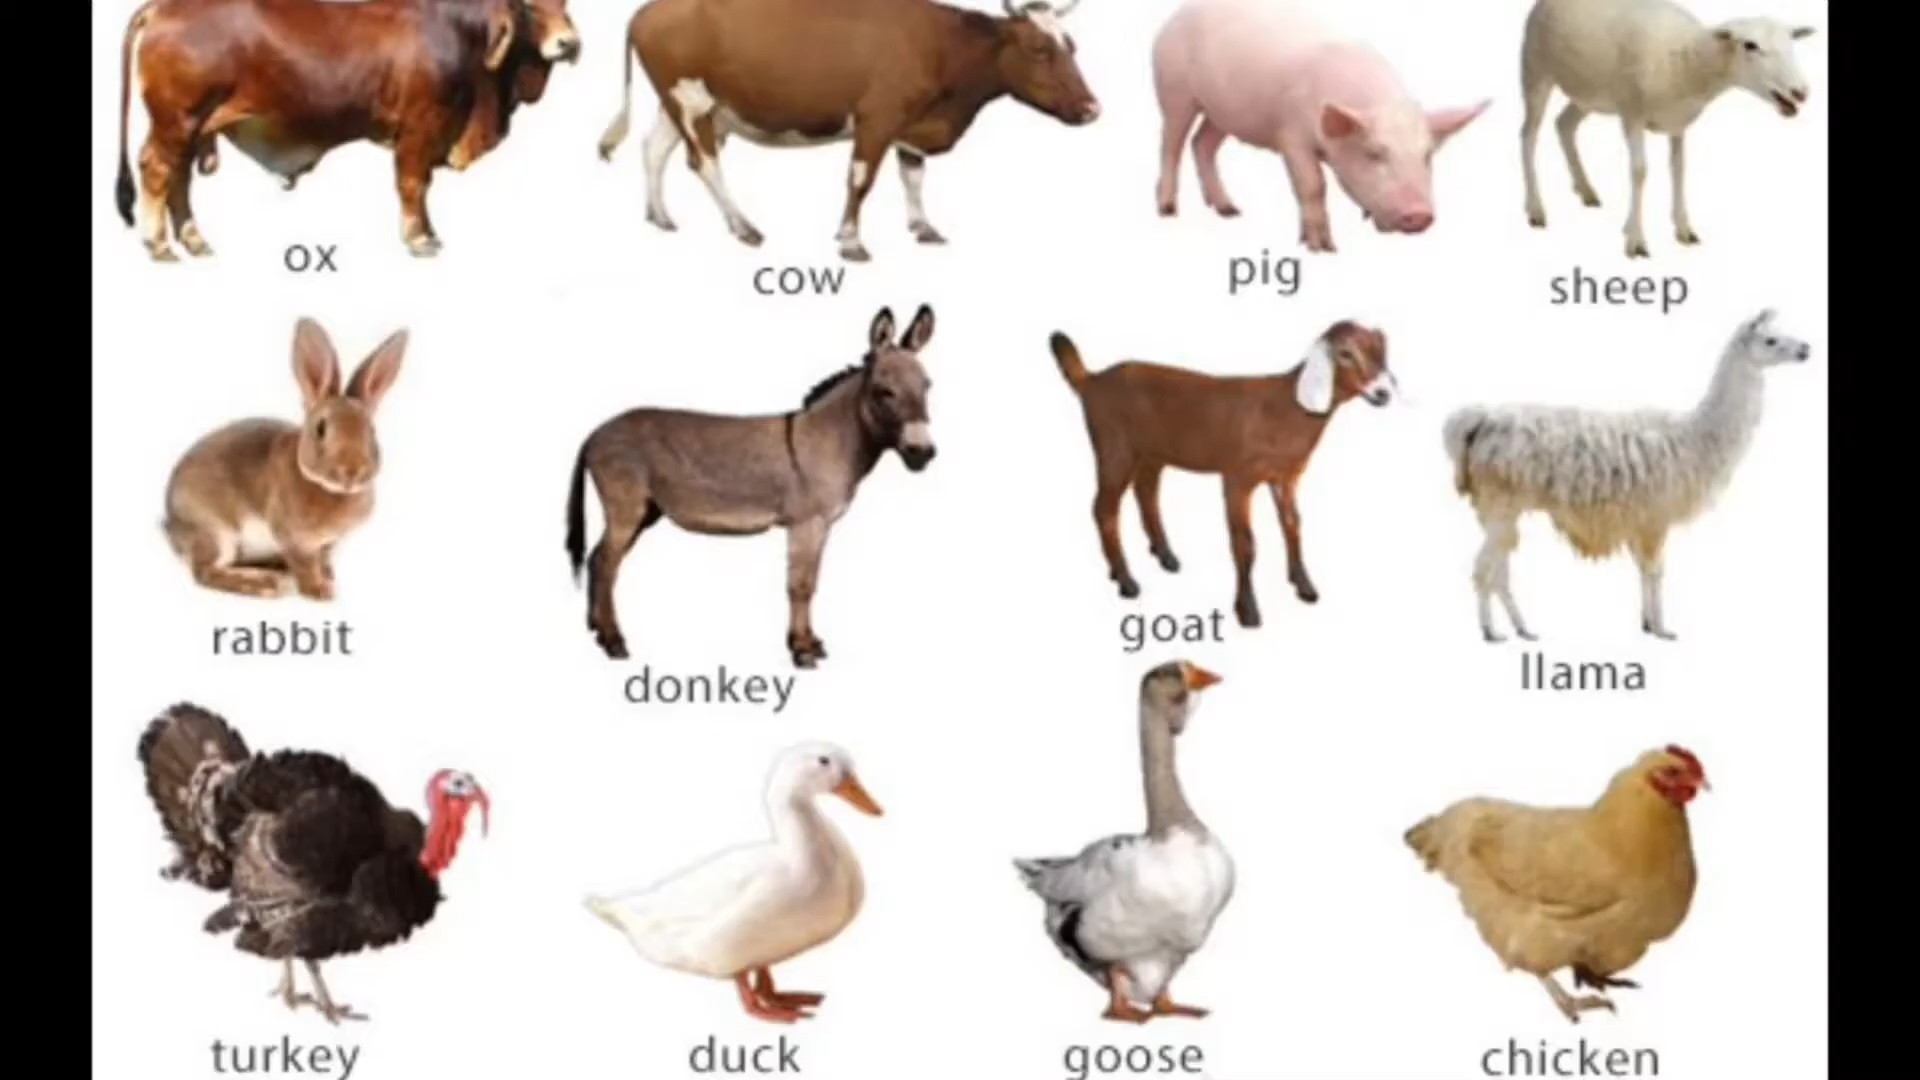 ox
cow
pig
sheep
rabbit
donkey
goat
llama
turkey
duck
goose
chicken